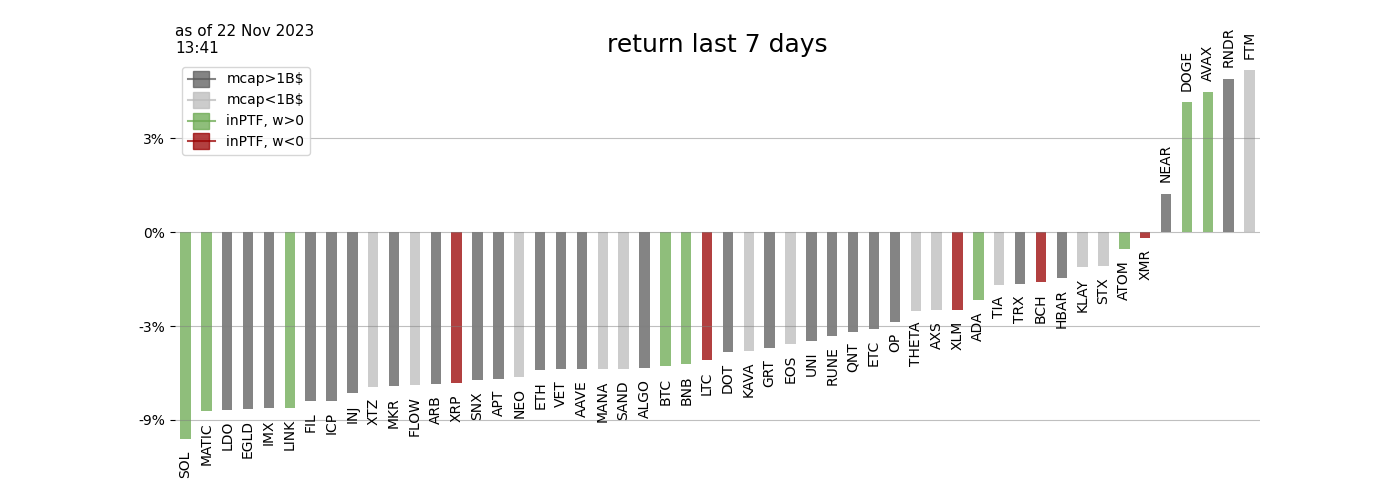 as of 22 Nov 2023
13:41
return last 7 days
mcap>1B$
mcap<1B$
inPTF, w>0
inPTF, w<0
3%
0%
-3%
-9%
SOL
MATIC
LDO
EGLD
IMX
LINK
FIL
ICP
INJ
XTZ
MKR
FLOW
ARB
XRP
SNX
APT
NEO
ETH
VET
AAVE
MANA
SAND
ALGO
BTC
BNB
LTC
DOT
KAVA
GRT
EOS
UNI
RUNE
QNT
ETC
OP
THETA
AXS
XLM
ADA
TIA
TRX
BCH
HBAR
KLAY
STX
ATOM
XMR
NEAR
DOGE
AVAX
RNDR
FTM